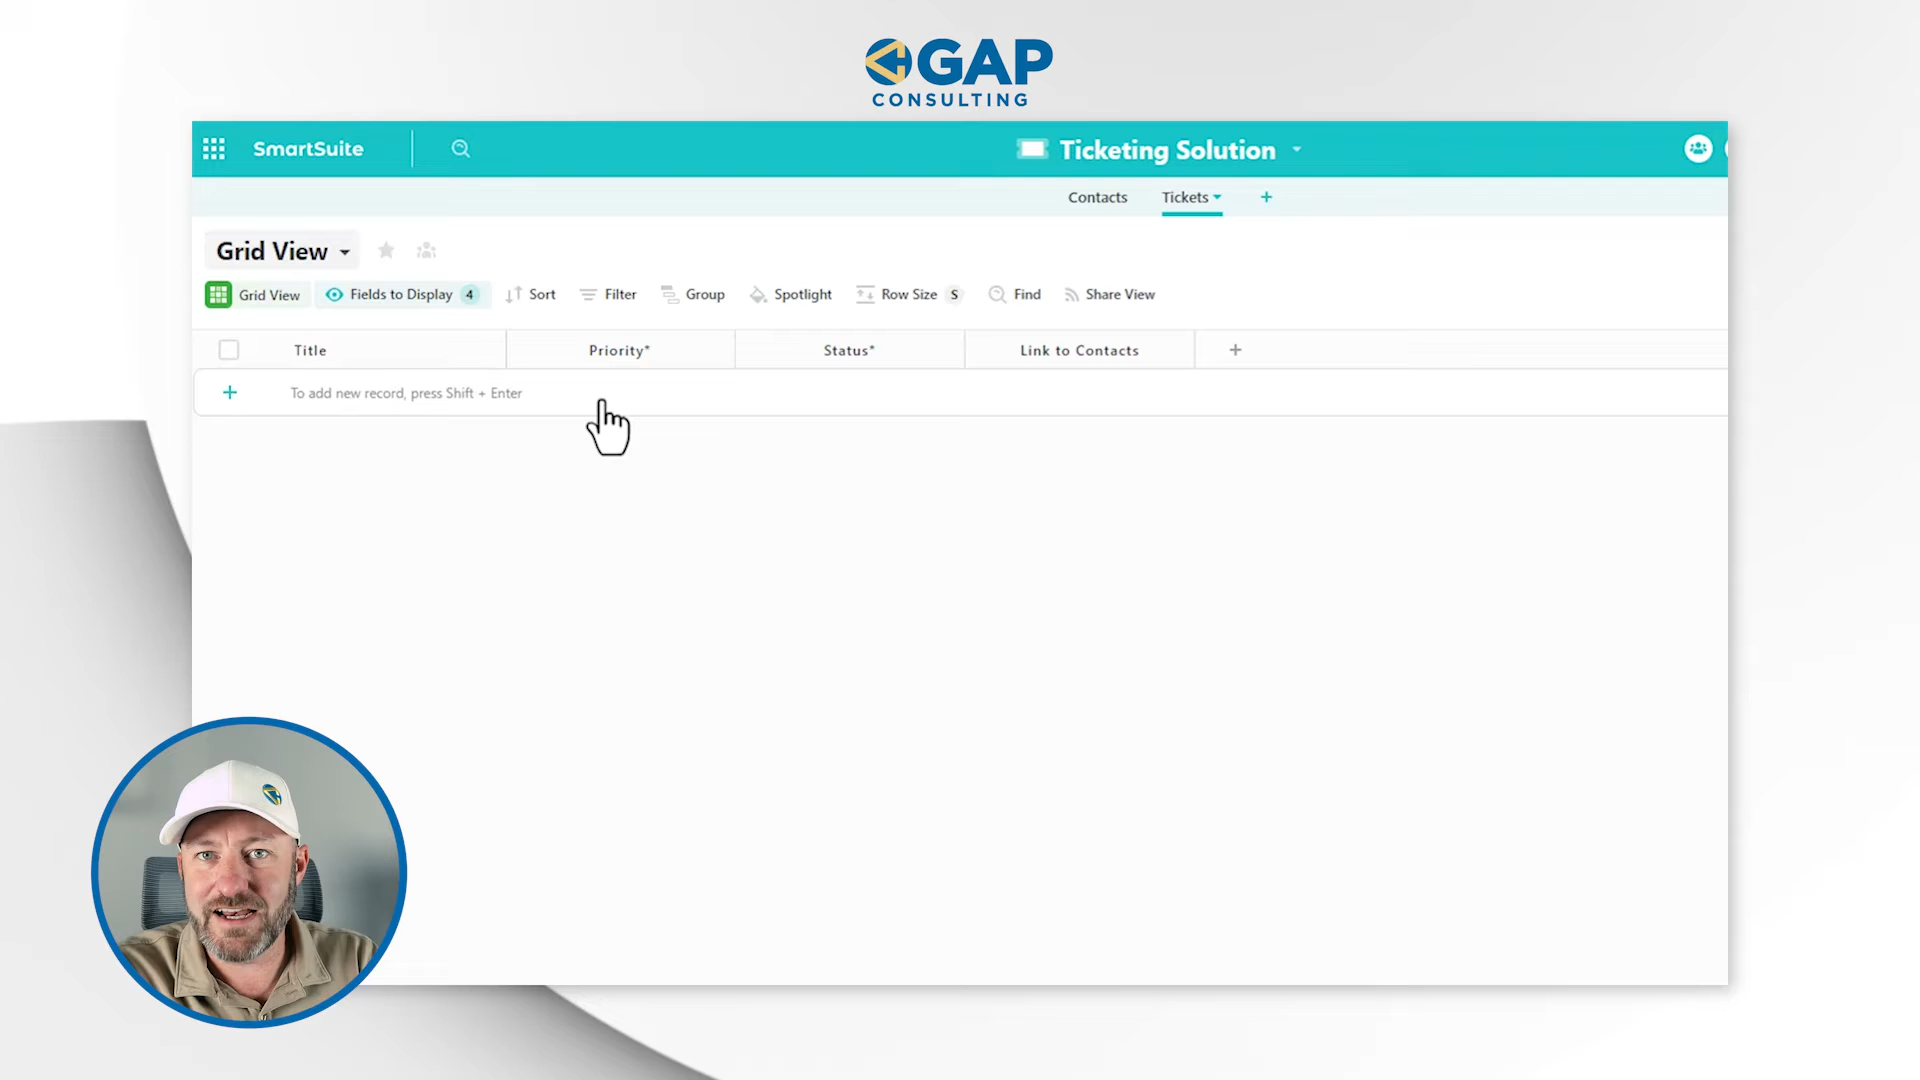 GAP
CONSULTING
SmartSuite
Ticketing Solution
Contacts
Tickets
+
Grid View
Grid View
Fields to Display 4
Sort
Filter
Group
Spotlight
Row Size S
Find
Share View
Title
Priority*
Status*
Link to Contacts
+
+
To add new record, press Shift + Enter